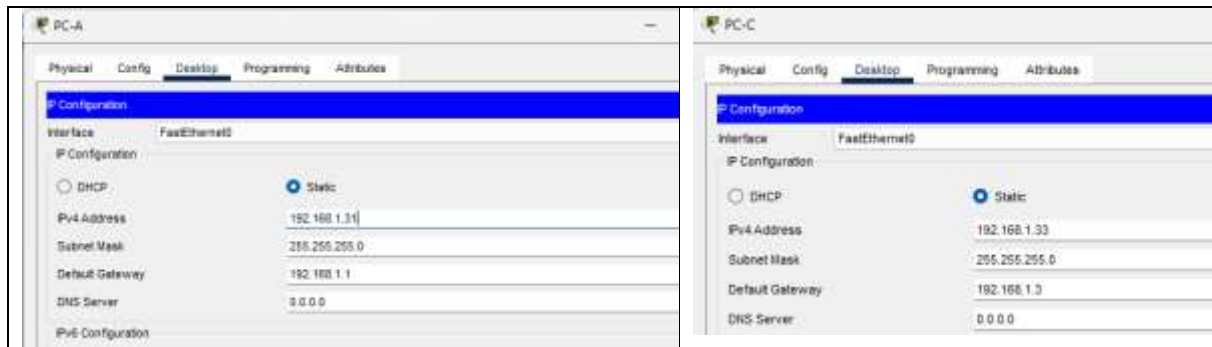 PC-A
Physical Config Desktop Programming Attributes
IP Configuration
Interface FastEthernet0
IP Configuration
DHCP Static
IPv4 Address 192.168.1.31
Subnet Mask 255.255.255.0
Default Gateway 192.168.1.1
DNS Server 0.0.0.0
IPv6 Configuration
PC-C
Physical Config Desktop Programming Attributes
IP Configuration
Interface FastEthernet0
IP Configuration
DHCP Static
IPv4 Address 192.168.1.33
Subnet Mask 255.255.255.0
Default Gateway 192.168.1.3
DNS Server 0.0.0.0